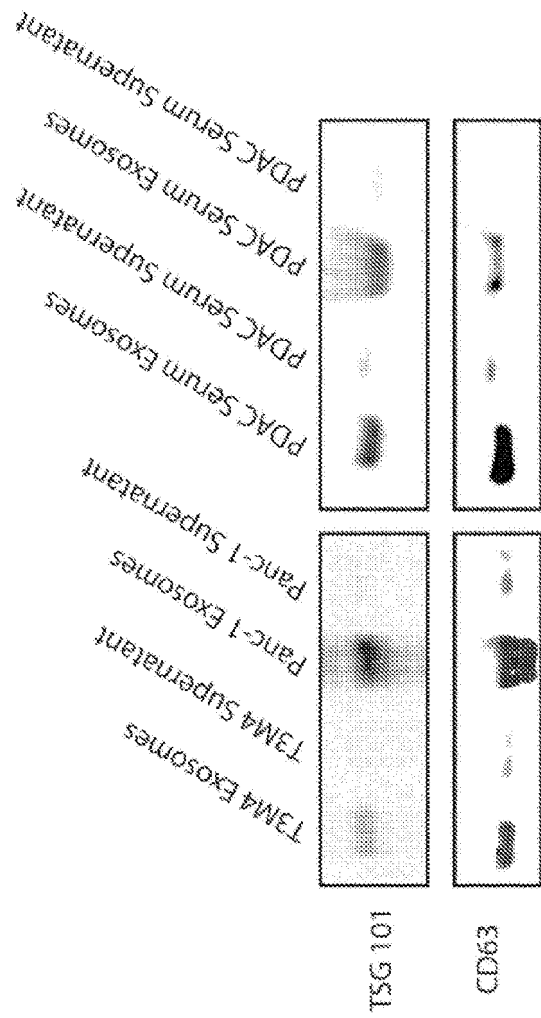 T3M4 Exosomes
T3M4 Supernatant
Panc-1 Exosomes
Panc-1 Supernatant
PDAC Serum Exosomes
PDAC Serum Supernatant
PDAC Serum Exosomes
PDAC Serum Supernatant
TSG 101
CD63